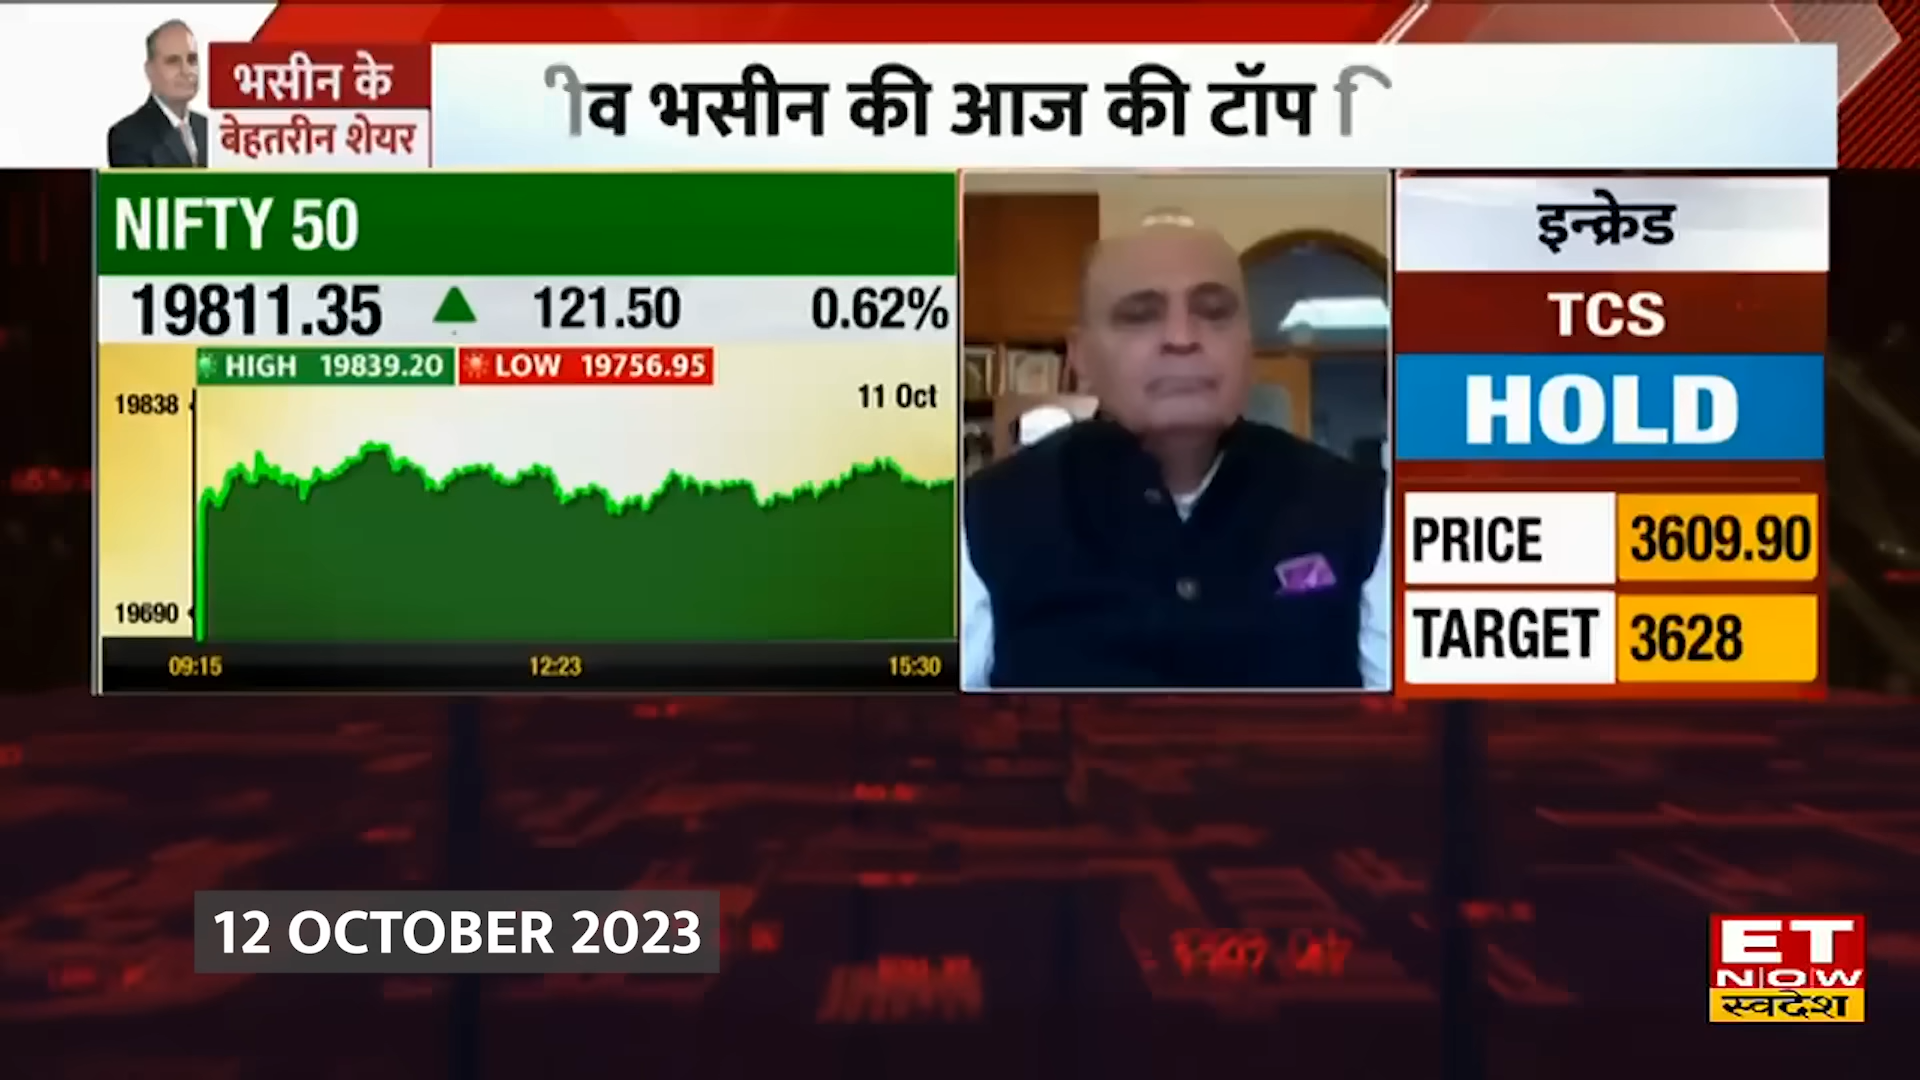 भसीन के
बेहतरीन शेयर
ीव भसीन की आज की टॉप ि
NIFTY 50
19811.35 ▲ 121.50 0.62%
HIGH 19839.20 LOW 19756.95
11 Oct
19838
19690
09:15 12:23 15:30
इन्क्रेड
TCS
HOLD
PRICE 3609.90
TARGET 3628
12 OCTOBER 2023
ET
NOW
स्वदेश